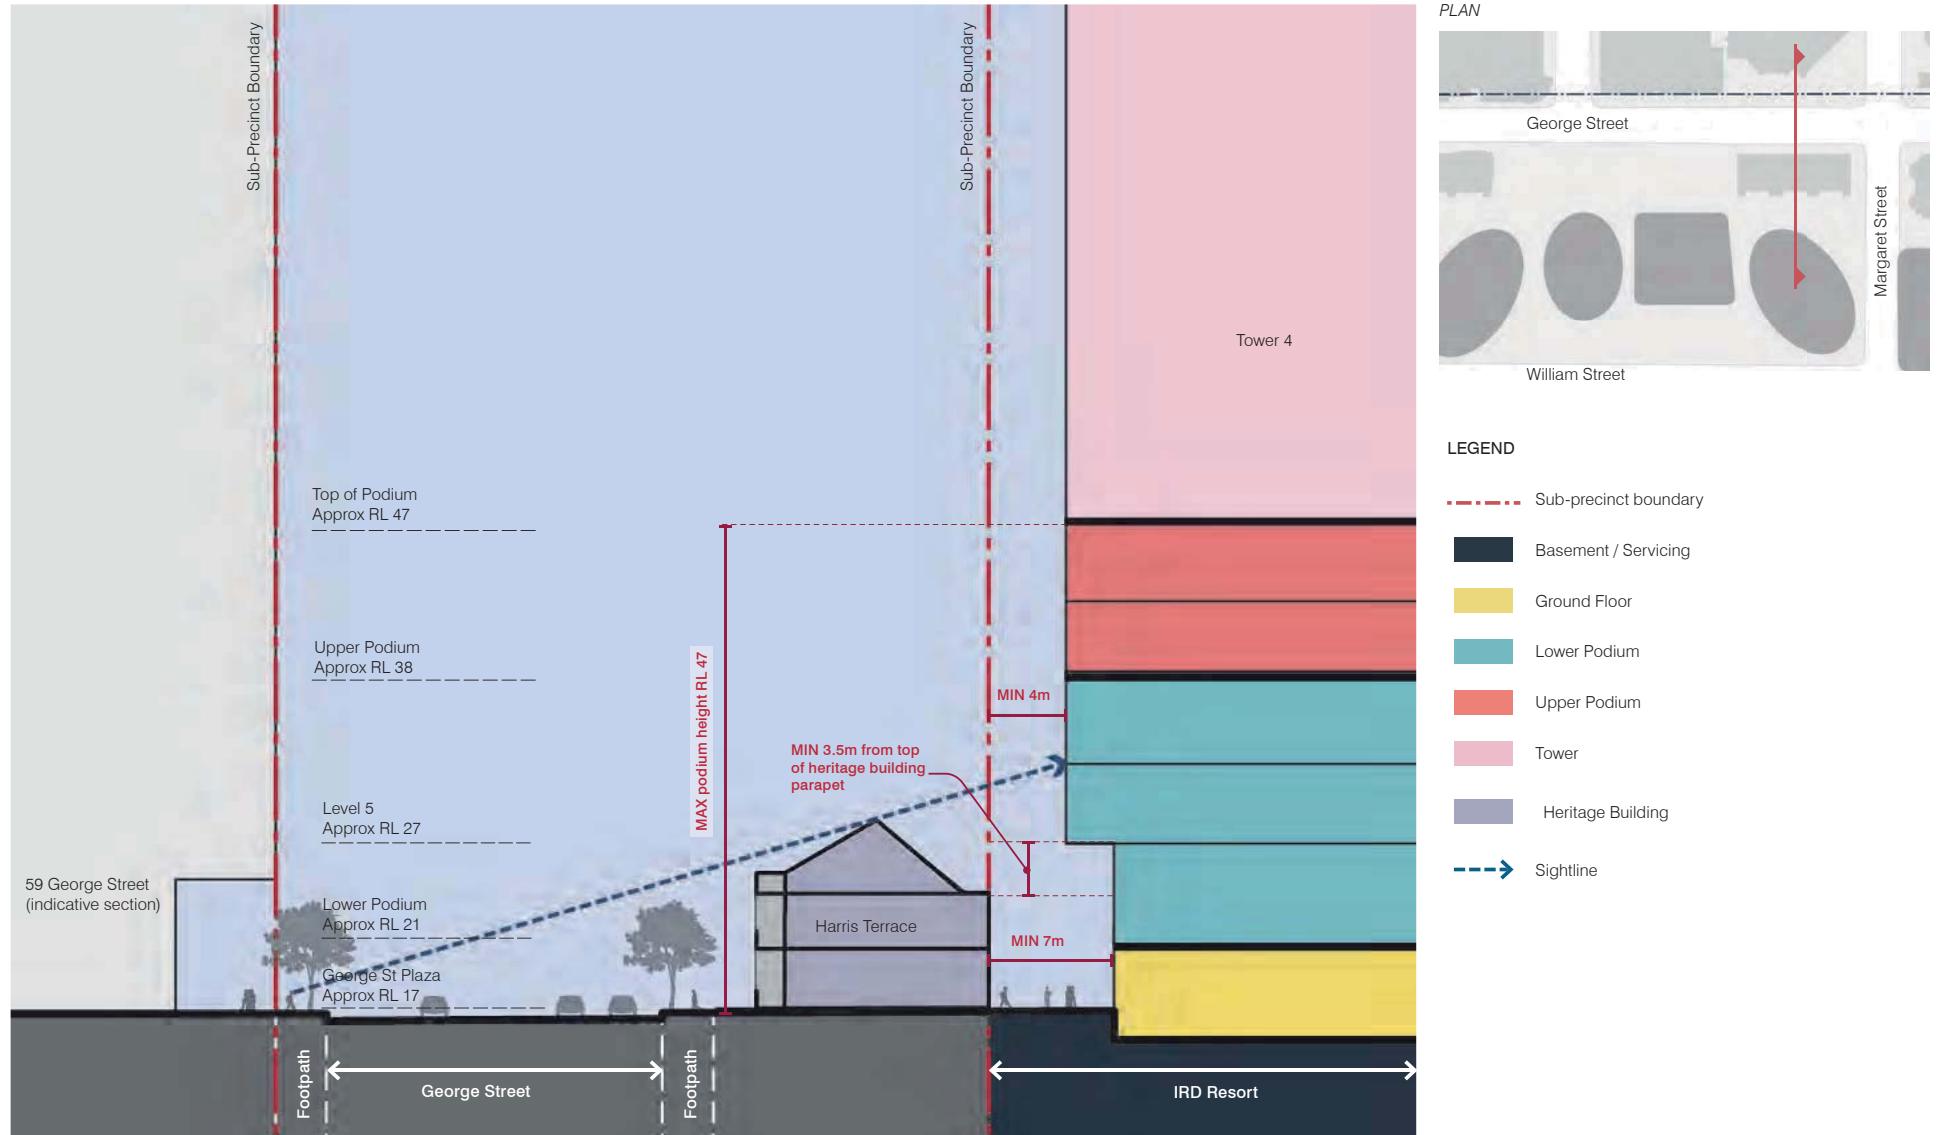 Sub-Precinct Boundary
Sub-Precinct Boundary
Tower 4
Top of Podium
Approx RL 47
Upper Podium
Approx RL 38
MAX podium height RL 47
MIN 4m
MIN 3.5m from top
of heritage building
parapet
Level 5
Approx RL 27
59 George Street
(indicative section)
Lower Podium
Approx RL 21
Harris Terrace
MIN 7m
George St Plaza
Approx RL 17
Footpath
George Street
Footpath
IRD Resort
PLAN
George Street
Margaret Street
William Street
LEGEND
Sub-precinct boundary
Basement / Servicing
Ground Floor
Lower Podium
Upper Podium
Tower
Heritage Building
Sightline